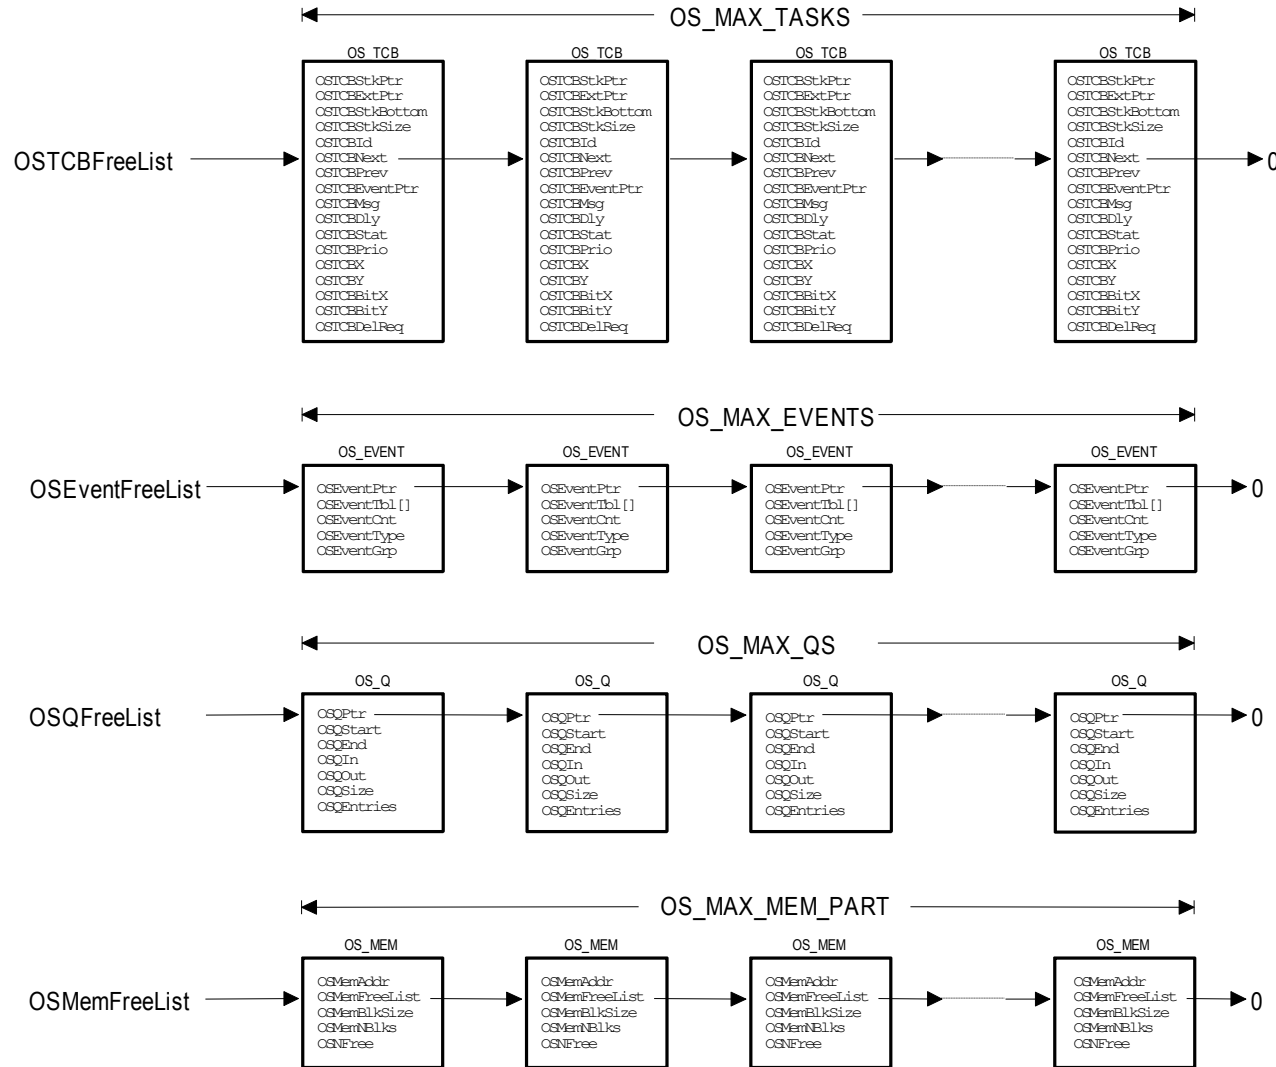 OS_MAX_TASKS
OS_TCB OS_TCB OS_TCB OS_TCB
OSTCBStkPtr OSTCBStkPtr OSTCBStkPtr OSTCBStkPtr
OSTCBExtPtr OSTCBExtPtr OSTCBExtPtr OSTCBExtPtr
OSTCBStkBottom OSTCBStkBottom OSTCBStkBottom OSTCBStkBottom
OSTCBStkSize OSTCBStkSize OSTCBStkSize OSTCBStkSize
OSTCBId OSTCBId OSTCBId OSTCBId
OSTCBFreeList OSTCBNext OSTCBNext OSTCBNext OSTCBNext 0
OSTCBPrev OSTCBPrev OSTCBPrev OSTCBPrev
OSTCBEventPtr OSTCBEventPtr OSTCBEventPtr OSTCBEventPtr
OSTCBMsg OSTCBMsg OSTCBMsg OSTCBMsg
OSTCBDly OSTCBDly OSTCBDly OSTCBDly
OSTCBStat OSTCBStat OSTCBStat OSTCBStat
OSTCBPrio OSTCBPrio OSTCBPrio OSTCBPrio
OSTCBX OSTCBX OSTCBX OSTCBX
OSTCBY OSTCBY OSTCBY OSTCBY
OSTCBBitX OSTCBBitX OSTCBBitX OSTCBBitX
OSTCBBitY OSTCBBitY OSTCBBitY OSTCBBitY
OSTCBDelReq OSTCBDelReq OSTCBDelReq OSTCBDelReq
OS_MAX_EVENTS
OS_EVENT OS_EVENT OS_EVENT OS_EVENT
OSEventFreeList OSEventPtr OSEventPtr OSEventPtr OSEventPtr 0
OSEventTbl[] OSEventTbl[] OSEventTbl[] OSEventTbl[]
OSEventCnt OSEventCnt OSEventCnt OSEventCnt
OSEventType OSEventType OSEventType OSEventType
OSEventGrp OSEventGrp OSEventGrp OSEventGrp
OS_MAX_QS
OS_Q OS_Q OS_Q OS_Q
OSQFreeList OSQPtr OSQPtr OSQPtr OSQPtr 0
OSQStart OSQStart OSQStart OSQStart
OSQEnd OSQEnd OSQEnd OSQEnd
OSQIn OSQIn OSQIn OSQIn
OSQOut OSQOut OSQOut OSQOut
OSQSize OSQSize OSQSize OSQSize
OSQEntries OSQEntries OSQEntries OSQEntries
OS_MAX_MEM_PART
OS_MEM OS_MEM OS_MEM OS_MEM
OSMemAddr OSMemAddr OSMemAddr OSMemAddr
OSMemFreeList OSMemFreeList OSMemFreeList OSMemFreeList OSMemFreeList 0
OSMemBlkSize OSMemBlkSize OSMemBlkSize OSMemBlkSize
OSMemNBlks OSMemNBlks OSMemNBlks OSMemNBlks
OSNFree OSNFree OSNFree OSNFree